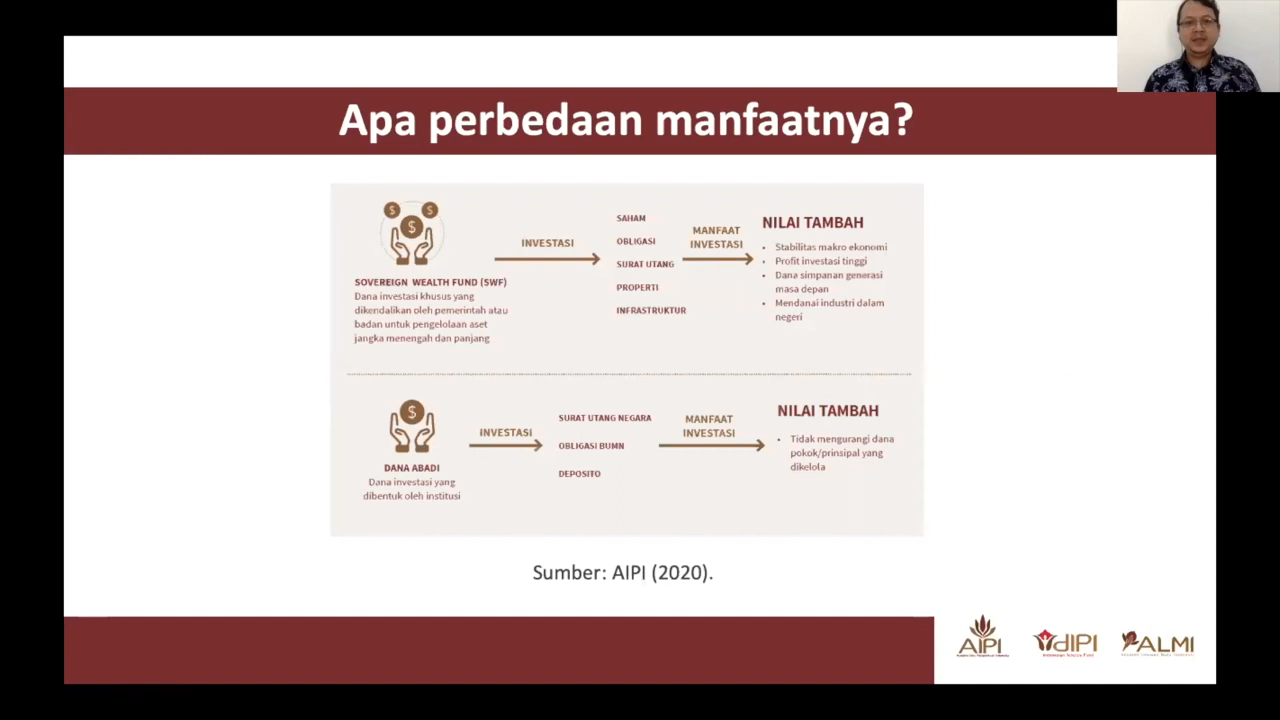 Apa perbedaan manfaatnya?
SOVEREIGN WEALTH FUND (SWF)
Dana investasi khusus yang
dikendalikan oleh pemerintah atau
badan untuk pengelolaan aset
jangka menengah dan panjang
INVESTASI
SAHAM
OBLIGASI
SURAT UTANG
PROPERTI
INFRASTRUKTUR
MANFAAT
INVESTASI
NILAI TAMBAH
• Stabilitas makro ekonomi
• Profit investasi tinggi
• Dana simpanan generasi
masa depan
• Mendanai industri dalam
negeri
DANA ABADI
Dana investasi yang
dibentuk oleh institusi
INVESTASI
SURAT UTANG NEGARA
OBLIGASI BUMN
DEPOSITO
MANFAAT
INVESTASI
NILAI TAMBAH
• Tidak mengurangi dana
pokok/prinsipal yang
dikelola
Sumber: AIPI (2020).
AIPI
dIPI
ALMI